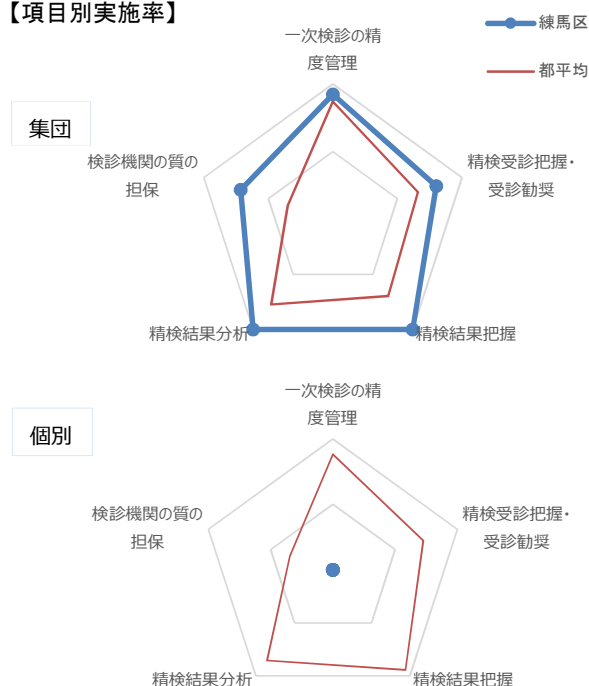 【項目別実施率】
練馬区
都平均
集団
一次検診の精
度管理
精検受診把握・
受診勧奨
精検結果把握
精検結果分析
検診機関の質の
担保
個別
一次検診の精
度管理
精検受診把握・
受診勧奨
精検結果把握
精検結果分析
検診機関の質の
担保